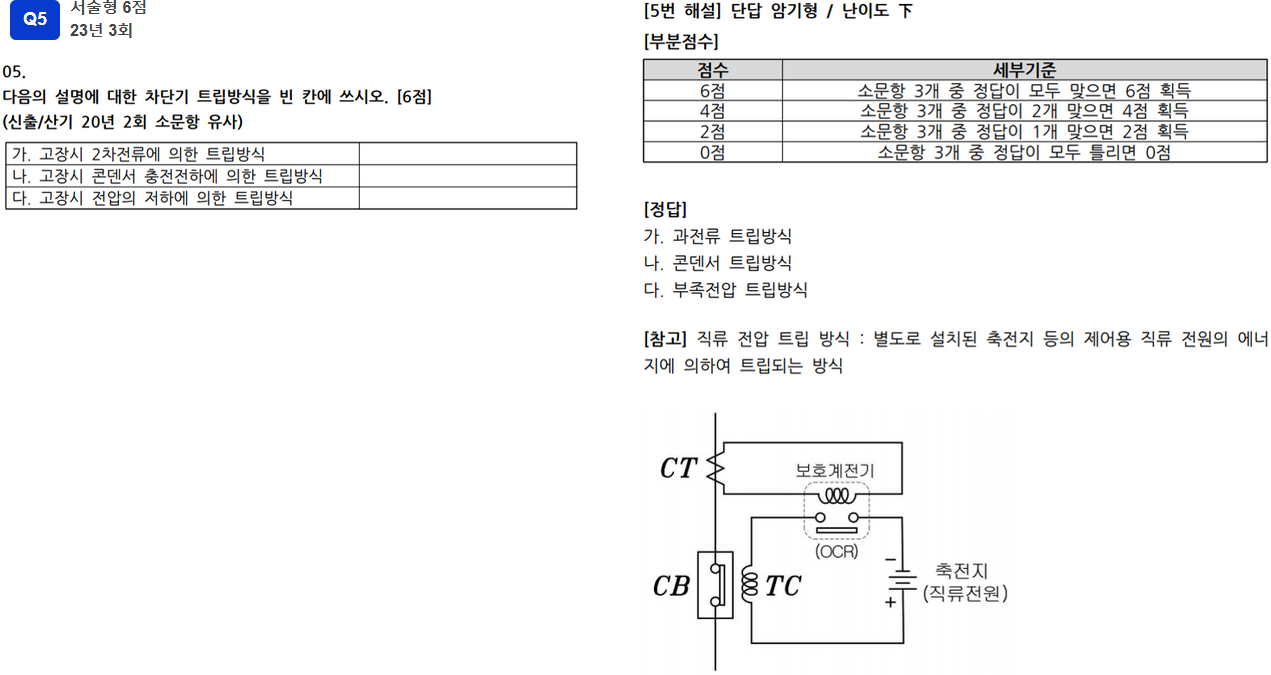 Q5
서술형 6점
23년 3회
05.
다음의 설명에 대한 차단기 트립방식을 빈 칸에 쓰시오. [6점]
(신출/산기 20년 2회 소문항 유사)
가. 고장시 2차전류에 의한 트립방식
나. 고장시 콘덴서 충전전하에 의한 트립방식
다. 고장시 전압의 저하에 의한 트립방식
[5번 해설] 단답 암기형 / 난이도 下
[부분점수]
점수 세부기준
6점 소문항 3개 중 정답이 모두 맞으면 6점 획득
4점 소문항 3개 중 정답이 2개 맞으면 4점 획득
2점 소문항 3개 중 정답이 1개 맞으면 2점 획득
0점 소문항 3개 중 정답이 모두 틀리면 0점
[정답]
가. 과전류 트립방식
나. 콘덴서 트립방식
다. 부족전압 트립방식
[참고] 직류 전압 트립 방식 : 별도로 설치된 축전지 등의 제어용 직류 전원의 에너
지에 의하여 트립되는 방식
CT
보호계전기
(OCR)
CB
TC
−
+
축전지
(직류전원)